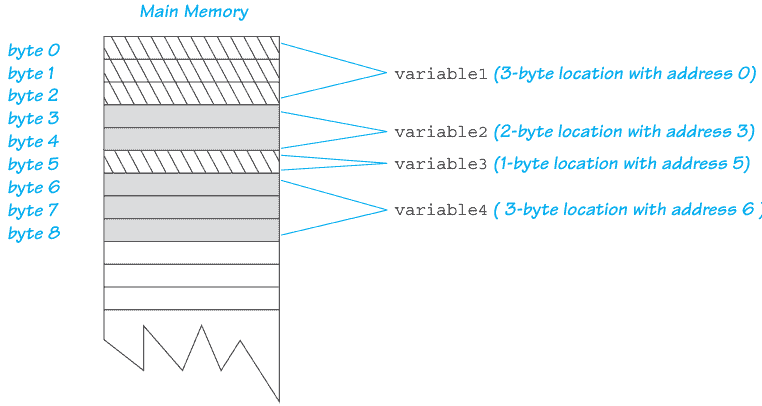 Main Memory
byte 0
byte 1
byte 2
byte 3
byte 4
byte 5
byte 6
byte 7
byte 8
variable1 (3-byte location with address 0)
variable2 (2-byte location with address 3)
variable3 (1-byte location with address 5)
variable4 ( 3-byte location with address 6 )